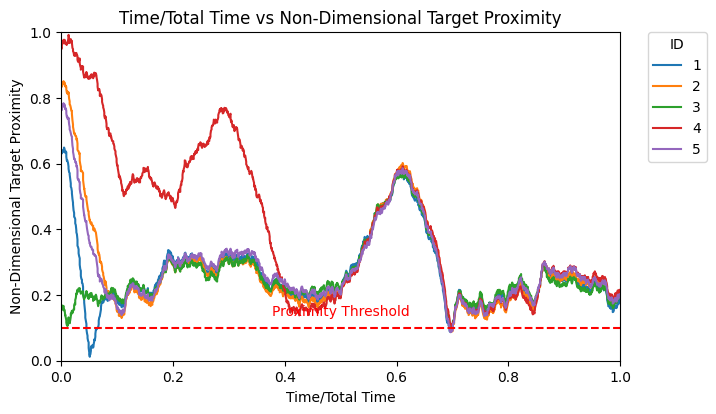 Time/Total Time vs Non-Dimensional Target Proximity
ID
1
2
3
4
5
Non-Dimensional Target Proximity
1.0
0.8
0.6
0.4
0.2
0.0
Proximity Threshold
0.0 0.2 0.4 0.6 0.8 1.0
Time/Total Time